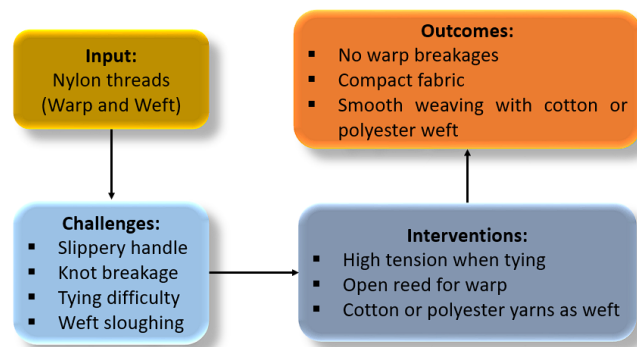 Input:
Nylon threads
(Warp and Weft)
Challenges:
▪ Slippery handle
▪ Knot breakage
▪ Tying difficulty
▪ Weft sloughing
Interventions:
▪ High tension when tying
▪ Open reed for warp
▪ Cotton or polyester yarns as weft
Outcomes:
▪ No warp breakages
▪ Compact fabric
▪ Smooth weaving with cotton or
polyester weft